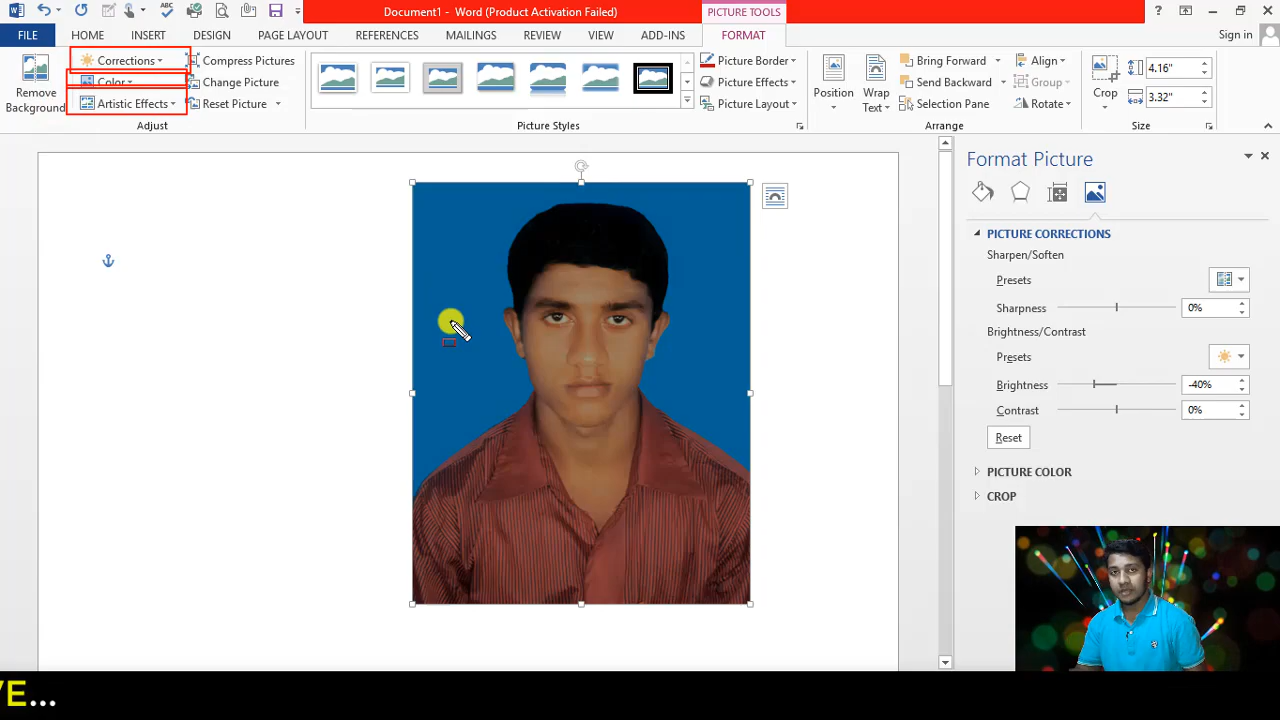 Document1 - Word (Product Activation Failed)
PICTURE TOOLS
?
FILE
HOME
INSERT
DESIGN
PAGE LAYOUT
REFERENCES
MAILINGS
REVIEW
VIEW
ADD-INS
FORMAT
Sign in
Remove Background
Corrections
Color
Artistic Effects
Compress Pictures
Change Picture
Reset Picture
Adjust
Picture Styles
Picture Border
Picture Effects
Picture Layout
Position
Wrap Text
Bring Forward
Send Backward
Selection Pane
Align
Group
Rotate
Arrange
Crop
4.16"
3.32"
Size
Format Picture
PICTURE CORRECTIONS
Sharpen/Soften
Presets
Sharpness
0%
Brightness/Contrast
Presets
Brightness
-40%
Contrast
0%
Reset
PICTURE COLOR
CROP
VE...